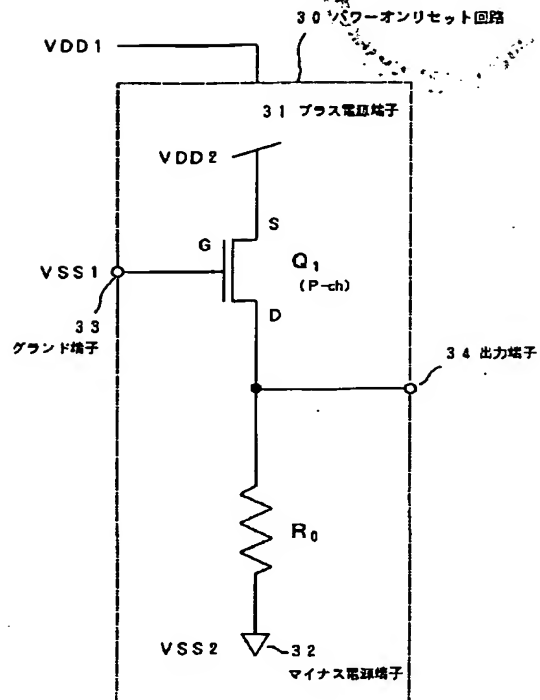 30 パワーオンリセット回路
VDD1
31 プラス電源端子
VDD2
S
G
VSS1
Q1
(P-ch)
D
33
グランド端子
34 出力端子
R0
VSS2
32
マイナス電源端子